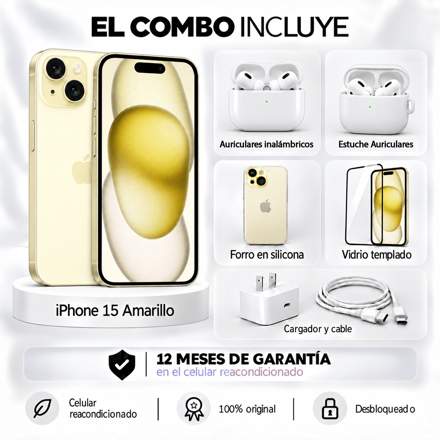 EL COMBO INCLUYE
Auriculares inalámbricos
Estuche Auriculares
Forro en silicona
Vidrio templado
iPhone 15 Amarillo
Cargador y cable
12 MESES DE GARANTÍA
en el celular reacondicionado
Celular
reacondicionado
100% original
Desbloqueado